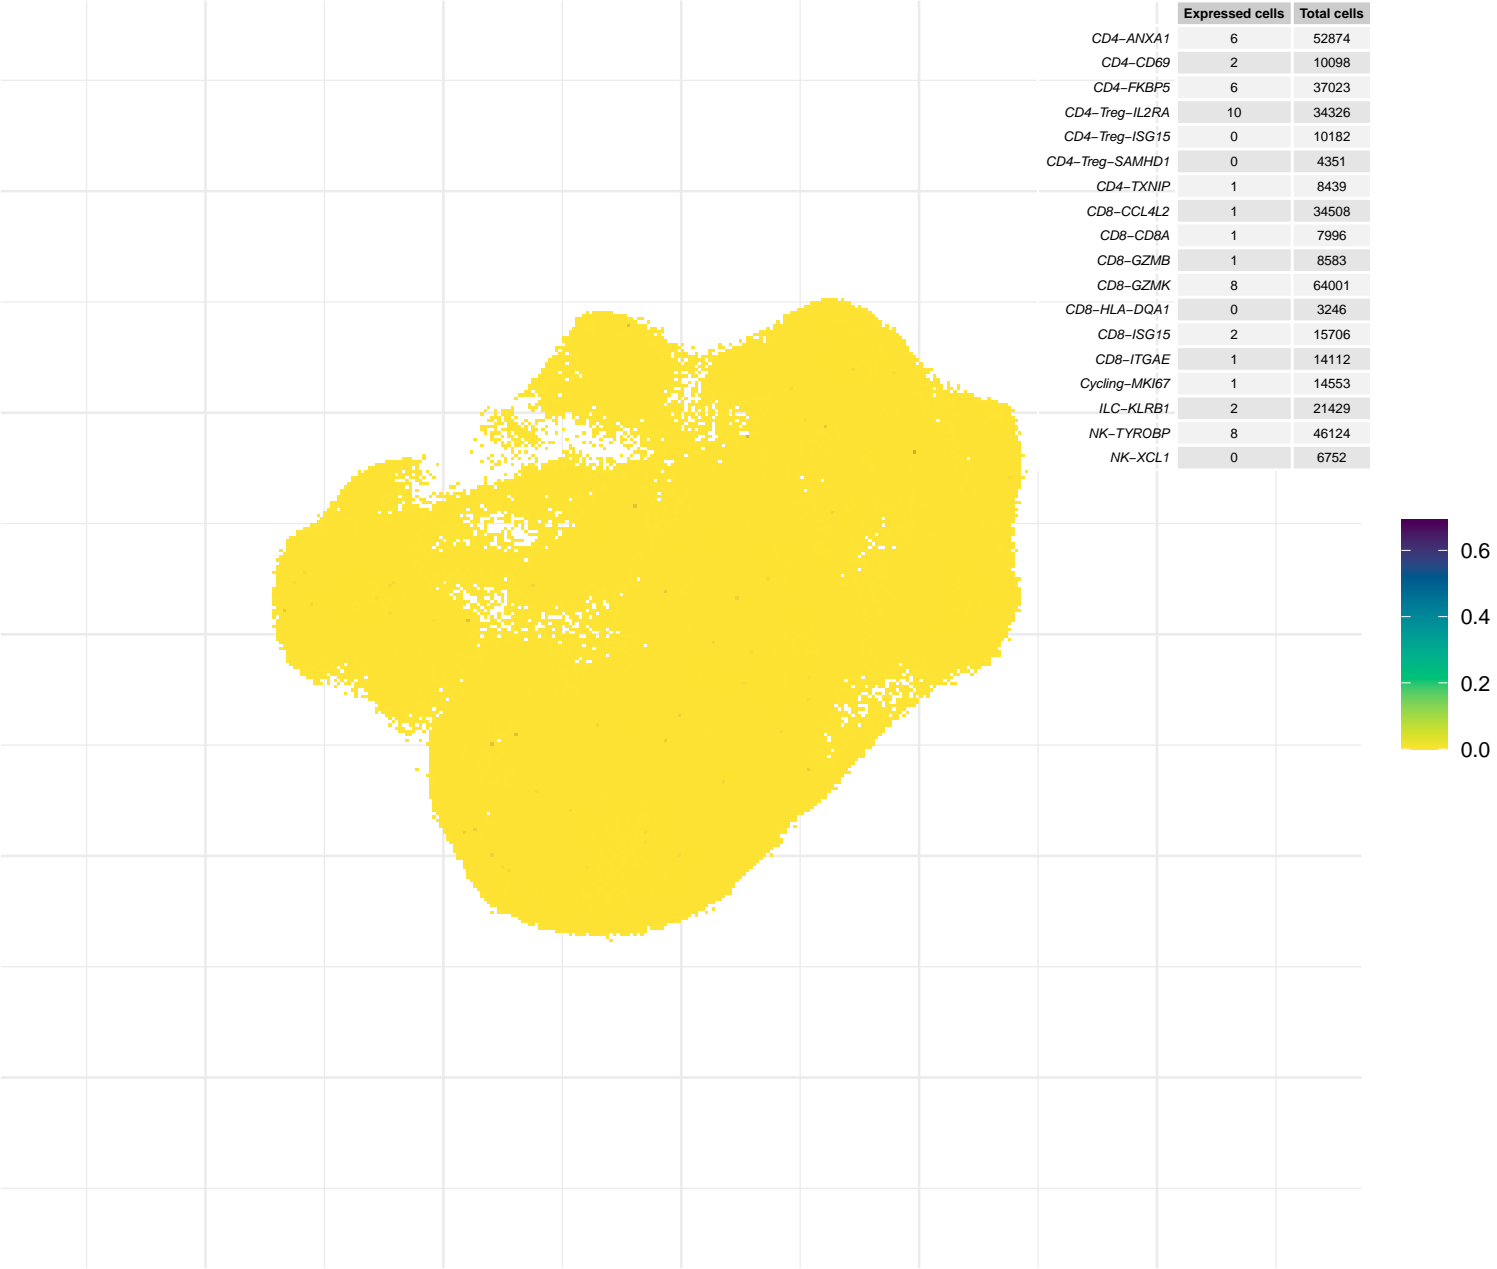 Expressed cells Total cells
CD4−ANXA1 6 52874
CD4−CD69 2 10098
CD4−FKBP5 6 37023
CD4−Treg−IL2RA 10 34326
CD4−Treg−ISG15 0 10182
CD4−Treg−SAMHD1 0 4351
CD4−TXNIP 1 8439
CD8−CCL4L2 1 34508
CD8−CD8A 1 7996
CD8−GZMB 1 8583
CD8−GZMK 8 64001
CD8−HLA−DQA1 0 3246
CD8−ISG15 2 15706
CD8−ITGAE 1 14112
Cycling−MKI67 1 14553
ILC−KLRB1 2 21429
NK−TYROBP 8 46124
NK−XCL1 0 6752
0.6
0.4
0.2
0.0